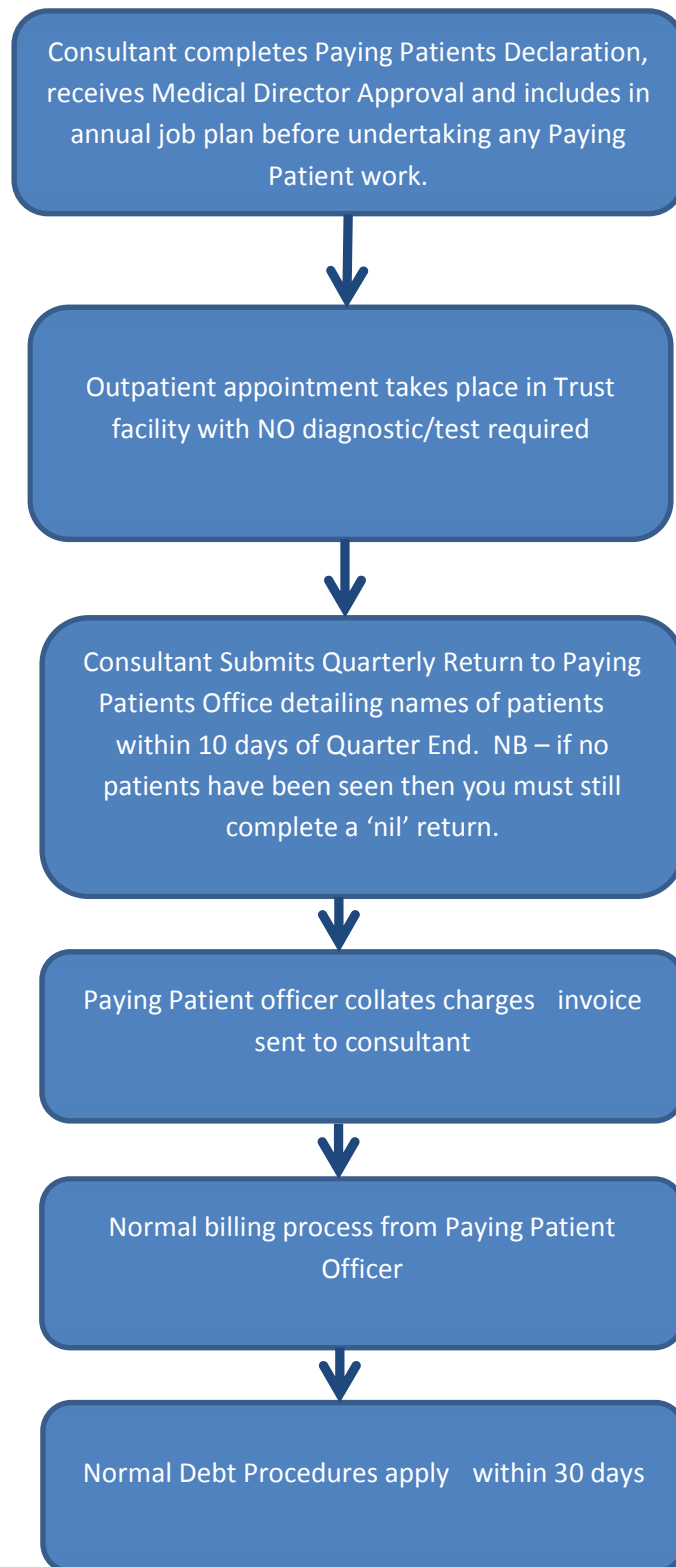 Consultant completes Paying Patients Declaration,
receives Medical Director Approval and includes in
annual job plan before undertaking any Paying
Patient work.
Outpatient appointment takes place in Trust
facility with NO diagnostic/test required
Consultant Submits Quarterly Return to Paying
Patients Office detailing names of patients
within 10 days of Quarter End. NB – if no
patients have been seen then you must still
complete a ‘nil’ return.
Paying Patient officer collates charges invoice
sent to consultant
Normal billing process from Paying Patient
Officer
Normal Debt Procedures apply within 30 days